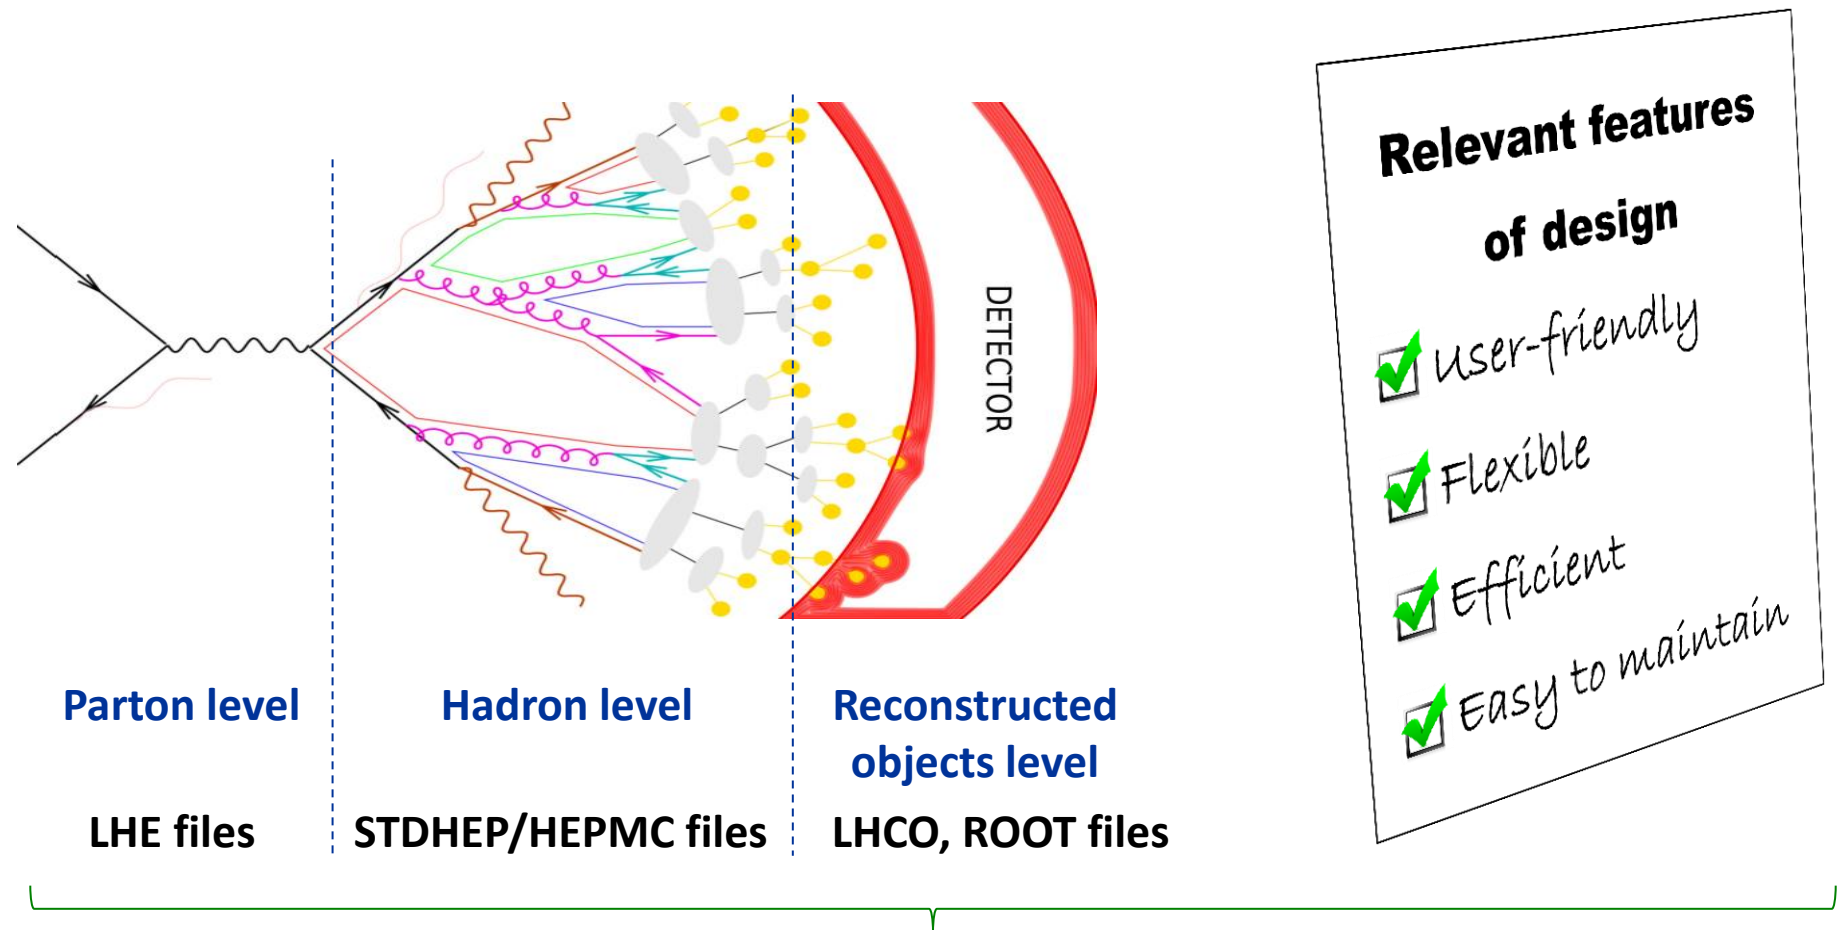 DETECTOR
Parton level
Hadron level
Reconstructed
objects level
LHE files
STDHEP/HEPMC files
LHCO, ROOT files
Relevant features
of design
User-friendly
Flexible
Efficient
Easy to maintain